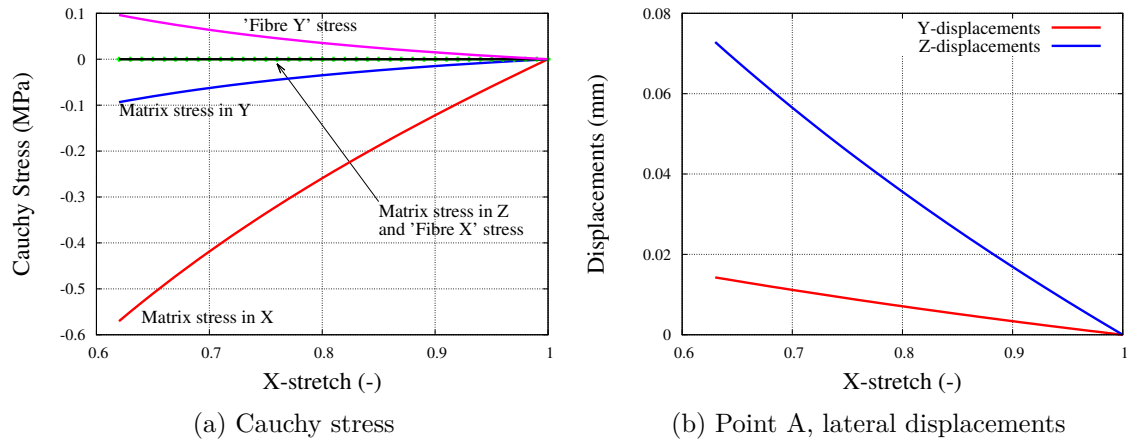 0.1
0
-0.1
-0.2
-0.3
-0.4
-0.5
-0.6
Cauchy Stress (MPa)
'Fibre Y' stress
Matrix stress in Y
Matrix stress in Z
and 'Fibre X' stress
Matrix stress in X
0.6 0.7 0.8 0.9 1
X-stretch (-)
(a) Cauchy stress
0.08
0.06
0.04
0.02
0
Displacements (mm)
Y-displacements
Z-displacements
0.6 0.7 0.8 0.9 1
X-stretch (-)
(b) Point A, lateral displacements